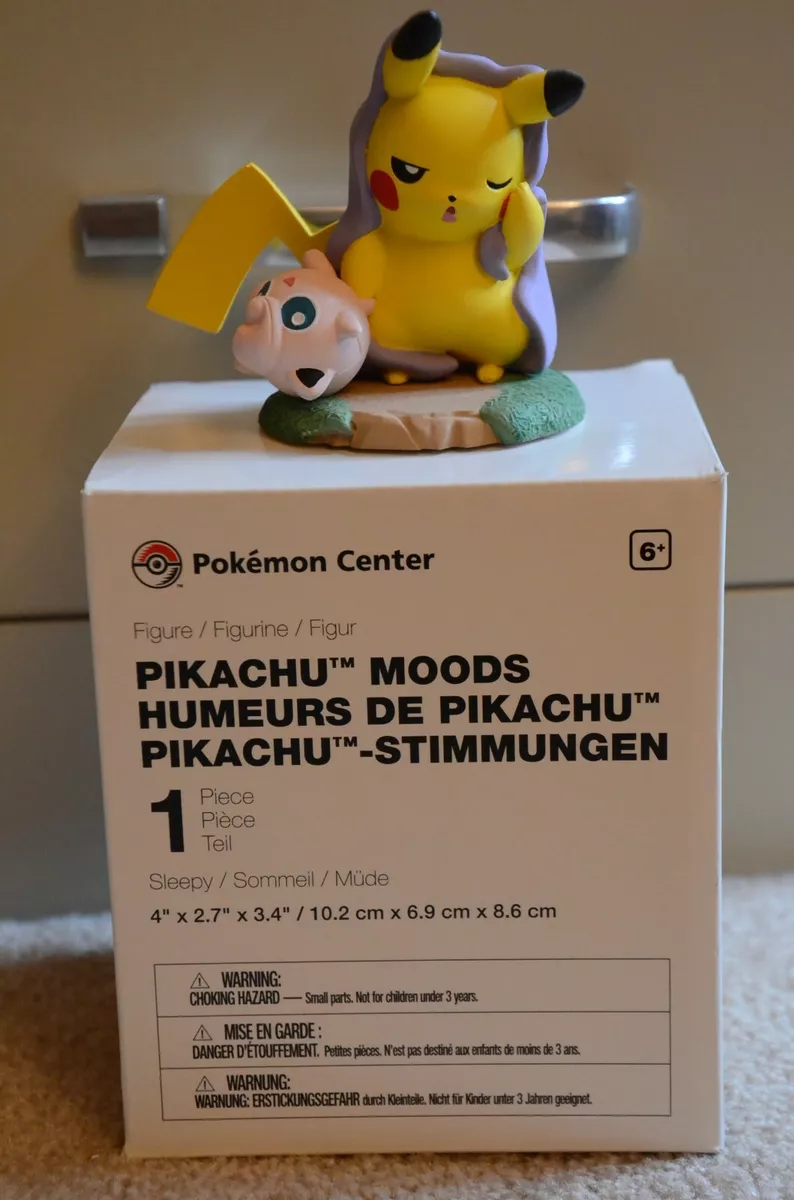 Pokémon Center
6+
Figure / Figurine / Figur
PIKACHU™ MOODS
HUMEURS DE PIKACHU™
PIKACHU™-STIMMUNGEN
1
Piece
Pièce
Teil
Sleepy / Sommeil / Müde
4" x 2.7" x 3.4" / 10.2 cm x 6.9 cm x 8.6 cm
⚠ WARNING:
CHOKING HAZARD — Small parts. Not for children under 3 years.
⚠ MISE EN GARDE :
DANGER D'ÉTOUFFEMENT. Petites pièces. N'est pas destiné aux enfants de moins de 3 ans.
⚠ WARNUNG:
WARNUNG: ERSTICKUNGSGEFAHR durch Kleinteile. Nicht für Kinder unter 3 Jahren geeignet.